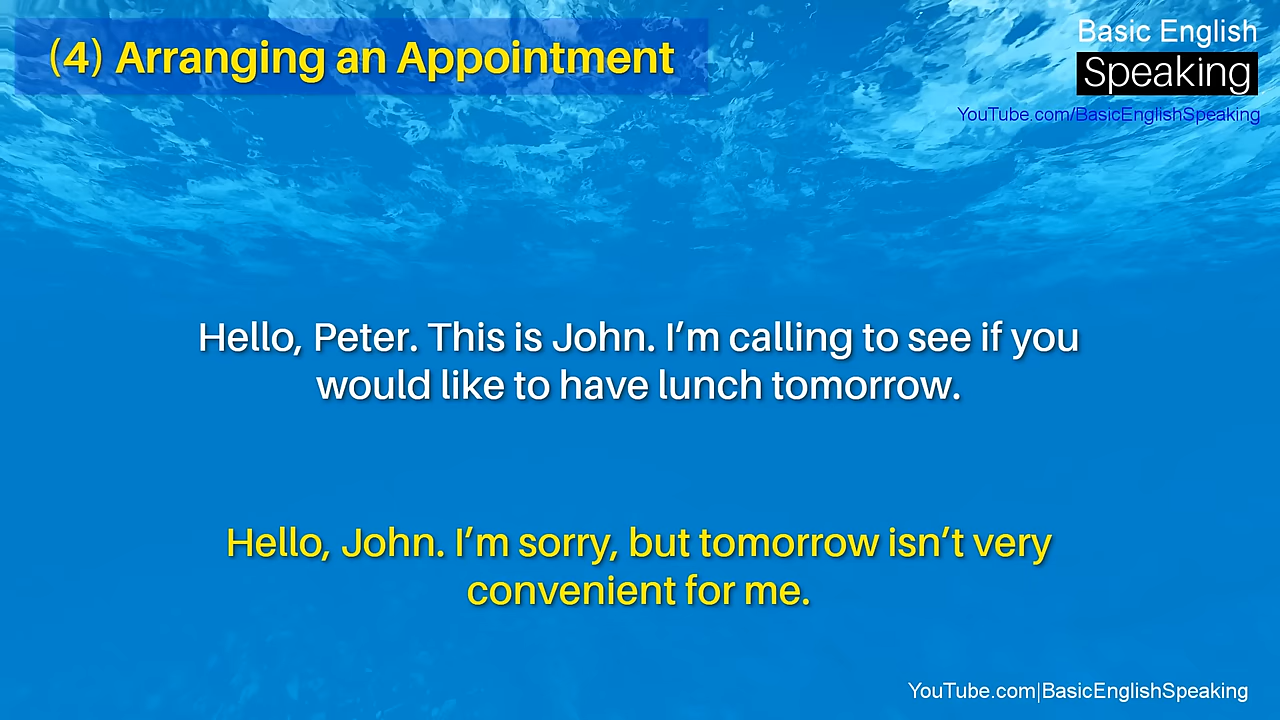 (4) Arranging an Appointment
Basic English
Speaking
YouTube.com/BasicEnglishSpeaking
Hello, Peter. This is John. I’m calling to see if you
would like to have lunch tomorrow.
Hello, John. I’m sorry, but tomorrow isn’t very
convenient for me.
YouTube.com|BasicEnglishSpeaking